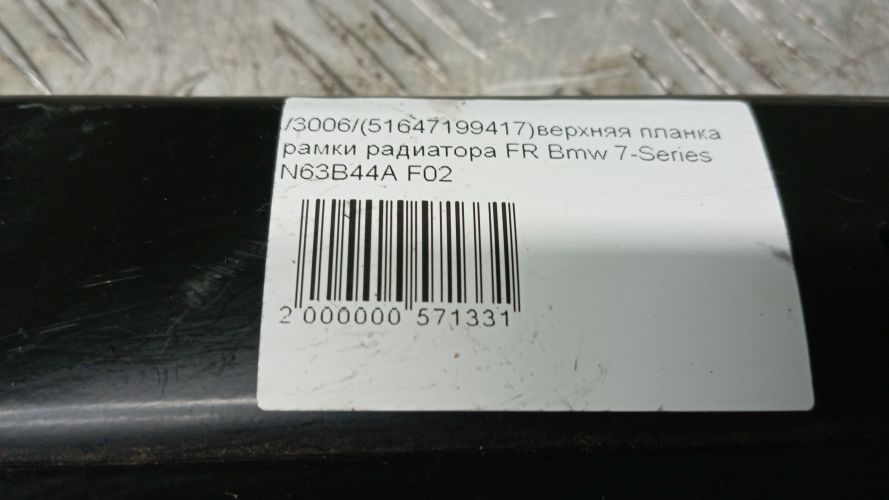 /3006/(51647199417)верхняя планка
рамки радиатора FR Bmw 7-Series
N63B44A F02
2 000000 571331